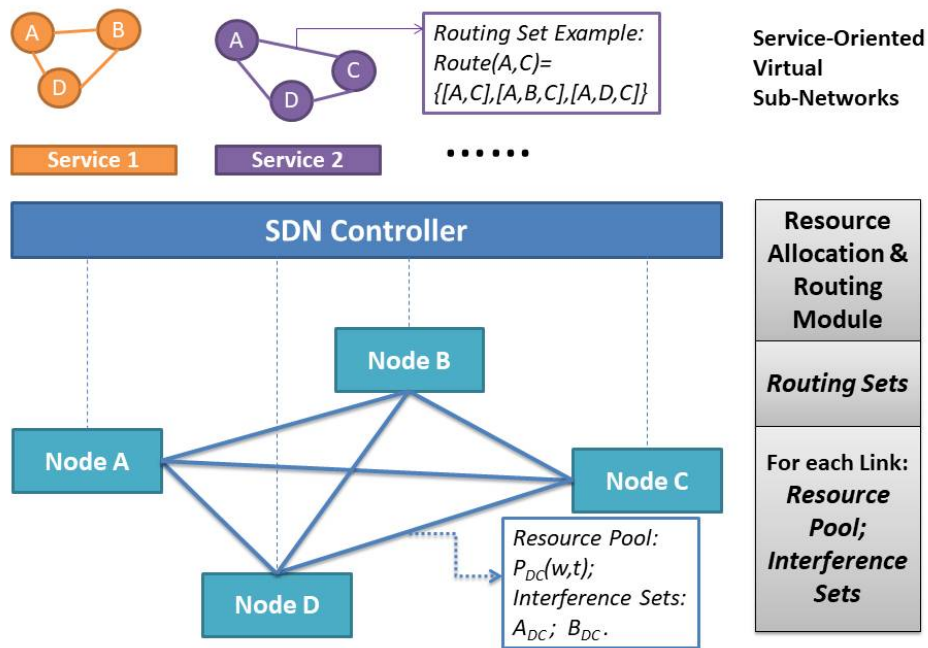 A
B
D
Service 1
A
C
D
Service 2
Routing Set Example:
Route(A,C)=
{[A,C],[A,B,C],[A,D,C]}
......
Service-Oriented
Virtual
Sub-Networks
SDN Controller
Node B
Node A
Node C
Node D
Resource Pool:
P_DC(w,t);
Interference Sets:
A_DC; B_DC.
Resource
Allocation &
Routing
Module
Routing Sets
For each Link:
Resource
Pool;
Interference
Sets